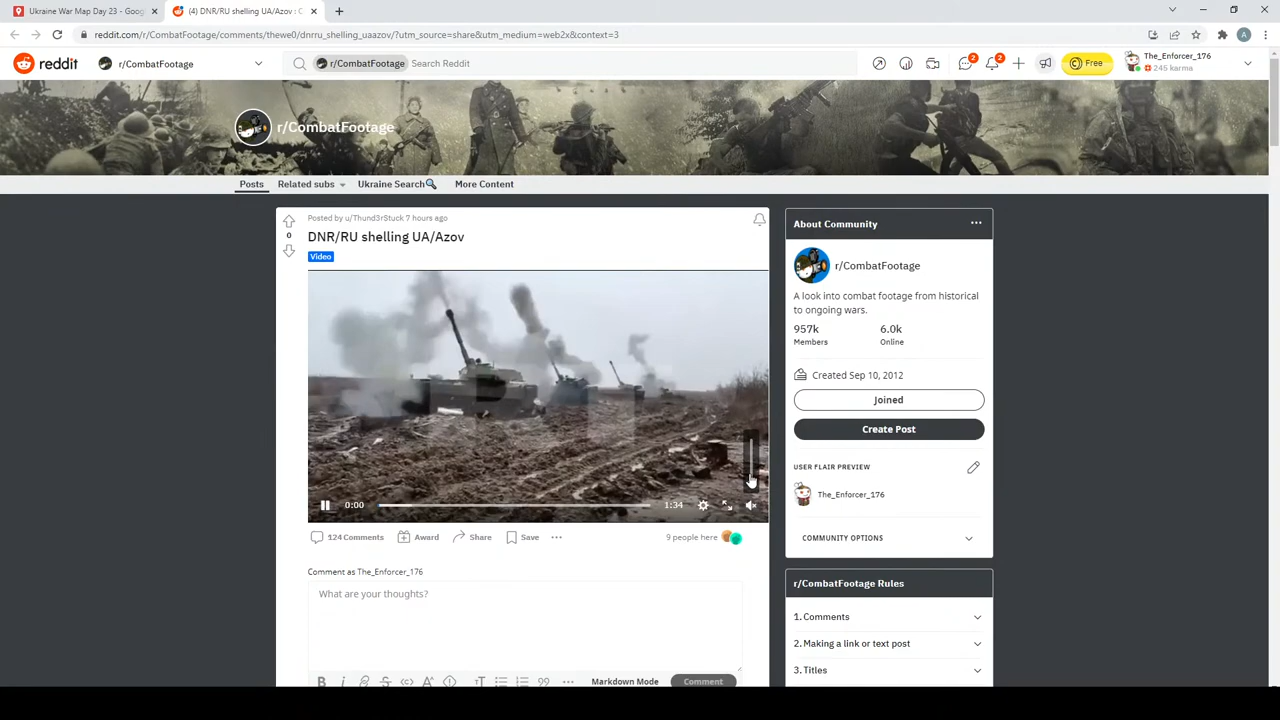 Ukraine War Map Day 23 - Goog
(4) DNR/RU shelling UA/Azov : C
reddit.com/r/CombatFootage/comments/thewe0/dnrru_shelling_uaazov/?utm_source=share&utm_medium=web2x&context=3
A
reddit
r/CombatFootage
r/CombatFootage
Search Reddit
2
2
Free
The_Enforcer_176
245 karma
r/CombatFootage
Posts
Related subs
Ukraine Search
More Content
Posted by u/Thund3rStuck 7 hours ago
0
DNR/RU shelling UA/Azov
Video
0:00
1:34
124 Comments
Award
Share
Save
9 people here
Comment as The_Enforcer_176
What are your thoughts?
Markdown Mode
Comment
About Community
r/CombatFootage
A look into combat footage from historical
to ongoing wars.
957k
6.0k
Members
Online
Created Sep 10, 2012
Joined
Create Post
USER FLAIR PREVIEW
The_Enforcer_176
COMMUNITY OPTIONS
r/CombatFootage Rules
1. Comments
2. Making a link or text post
3. Titles